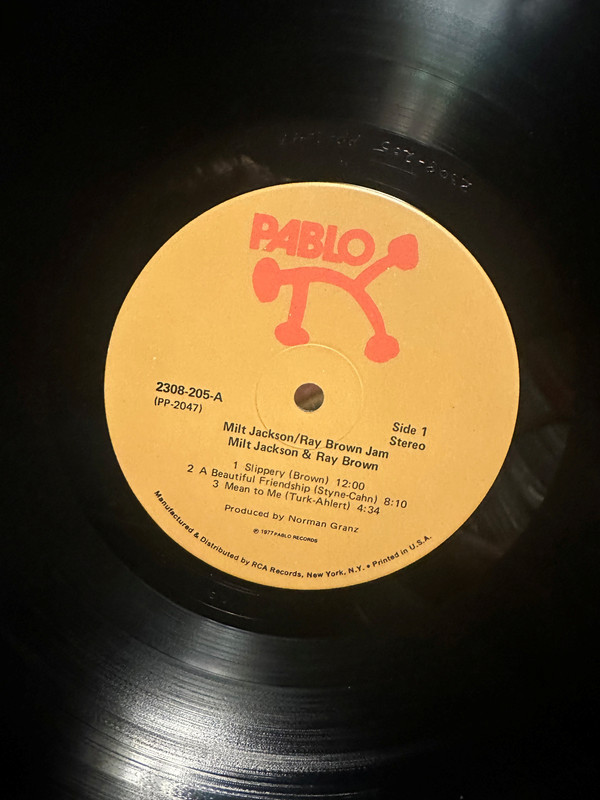 PABLO
2308-205-A
(PP-2047)
Side 1
Stereo
Milt Jackson/Ray Brown Jam
Milt Jackson & Ray Brown
1 Slippery (Brown) 12:00
2 A Beautiful Friendship (Styne-Cahn) 8:10
3 Mean to Me (Turk-Ahlert) 4:34
Produced by Norman Granz
℗ 1977 PABLO RECORDS
Manufactured & Distributed by RCA Records, New York, N.Y. • Printed in U.S.A.